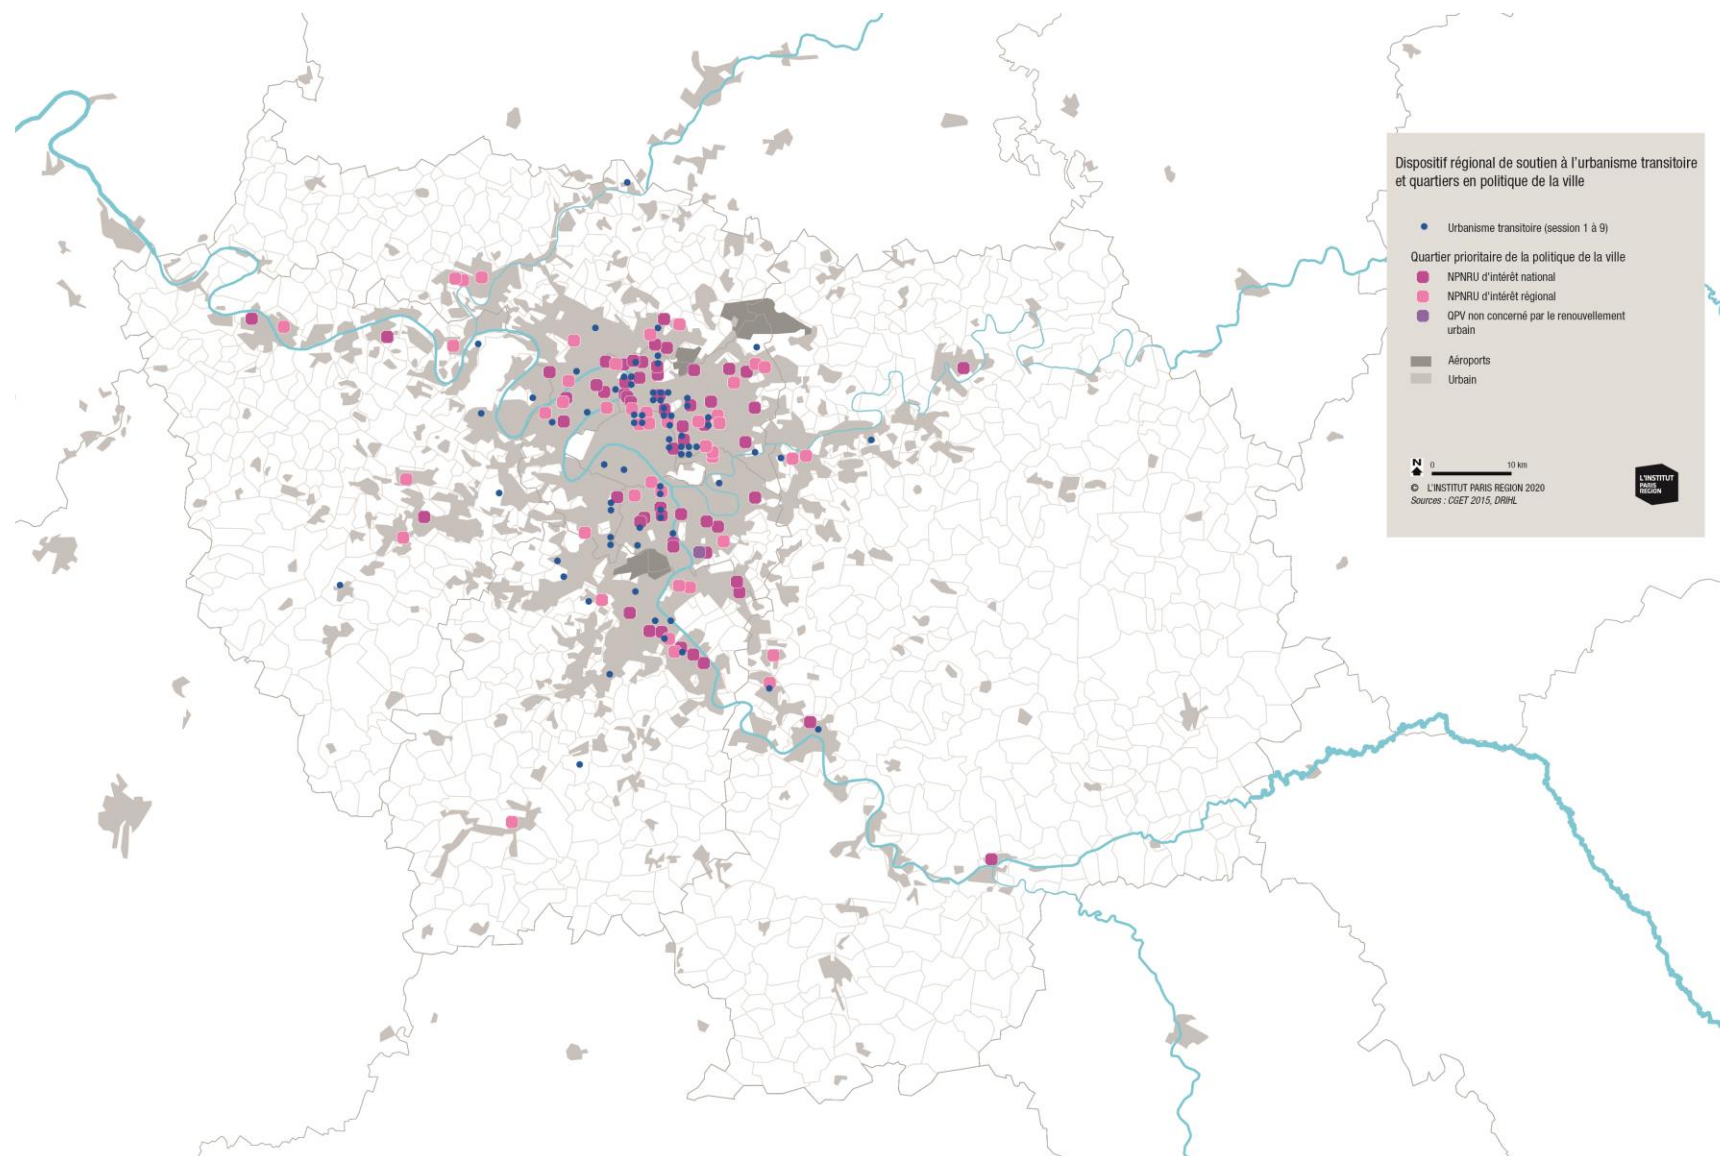 Dispositif régional de soutien à l'urbanisme transitoire
et quartiers en politique de la ville
Urbanisme transitoire (session 1 à 9)
Quartier prioritaire de la politique de la ville
NPNRU d'intérêt national
NPNRU d'intérêt régional
QPV non concerné par le renouvellement
urbain
Aéroports
Urbain
N
0 10 km
© L'INSTITUT PARIS REGION 2020
Sources : CGET 2015, DRIHL
L'INSTITUT
PARIS
REGION